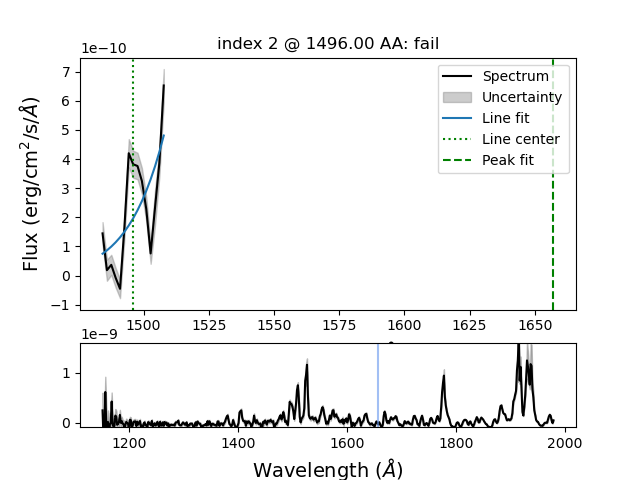 index 2 @ 1496.00 AA: fail
1e−10
Flux (erg/cm²/s/Å)
7
6
5
4
3
2
1
0
−1
Spectrum
Uncertainty
Line fit
Line center
Peak fit
1500 1525 1550 1575 1600 1625 1650
1e−9
1
0
1200 1400 1600 1800 2000
Wavelength (Å)